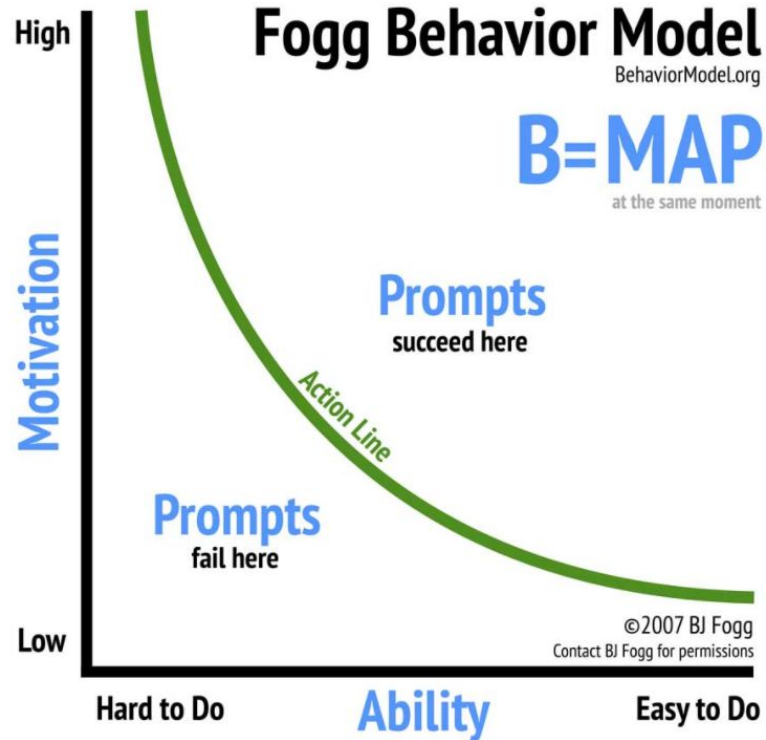 High
Fogg Behavior Model
BehaviorModel.org
B=MAP
at the same moment
Motivation
Prompts
succeed here
Action Line
Prompts
fail here
Low
©2007 BJ Fogg
Contact BJ Fogg for permissions
Hard to Do
Ability
Easy to Do